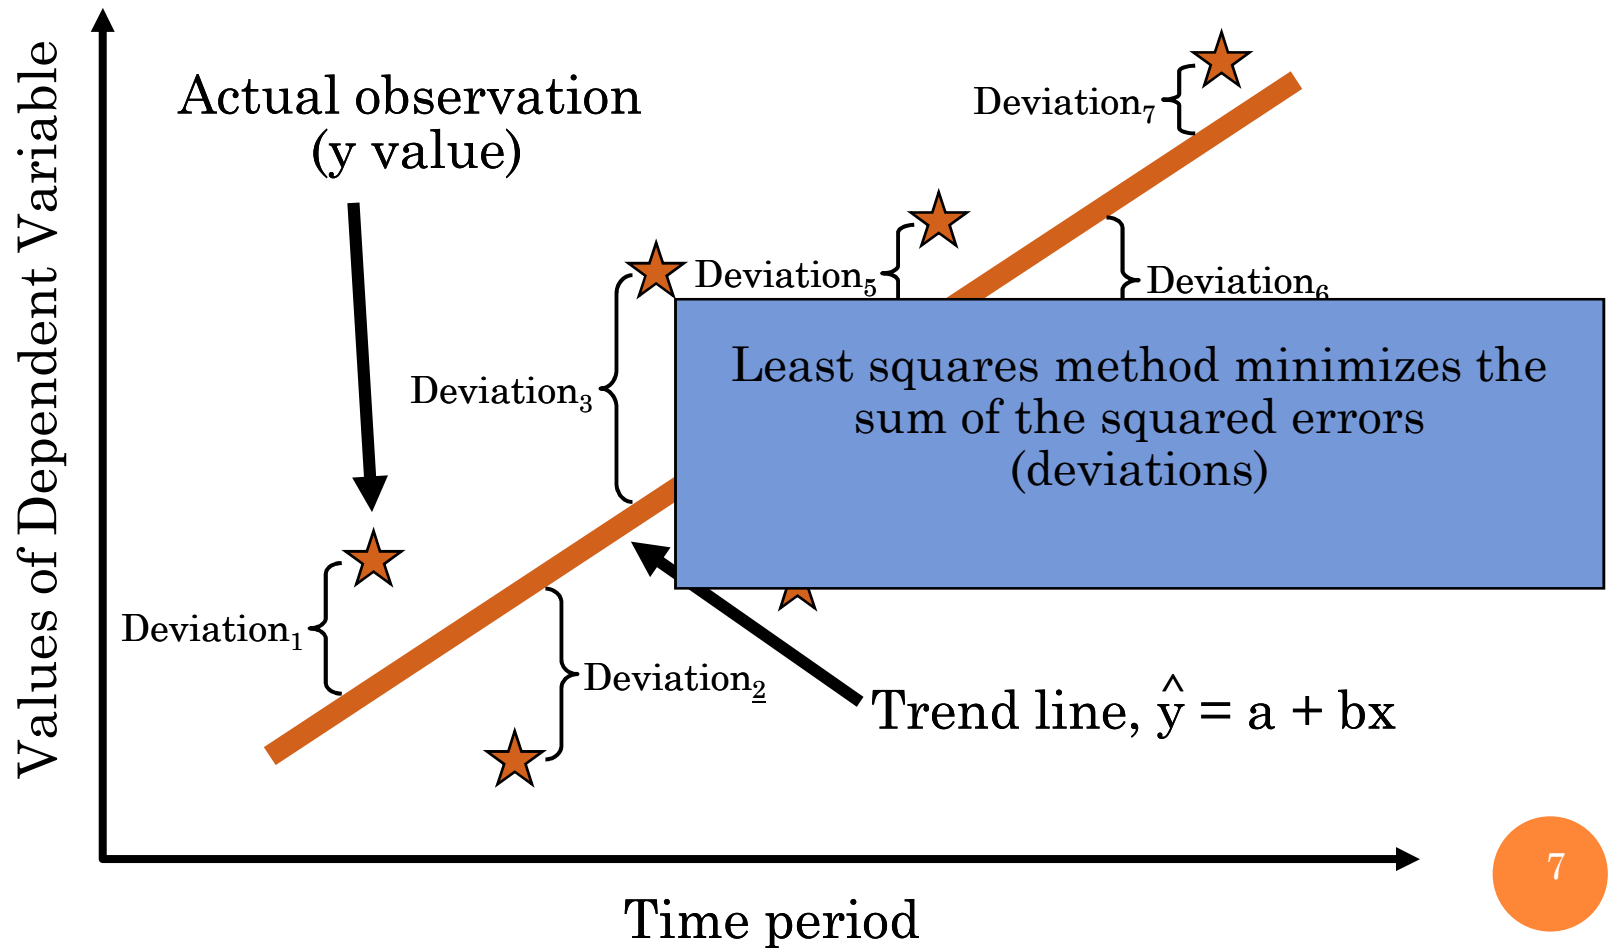 Values of Dependent Variable
Actual observation
(y value)
Deviation₇
Deviation₅
Deviation₆
Deviation₃
Least squares method minimizes the
sum of the squared errors
(deviations)
Deviation₁
Deviation₂
Trend line, ŷ = a + bx
Time period
7